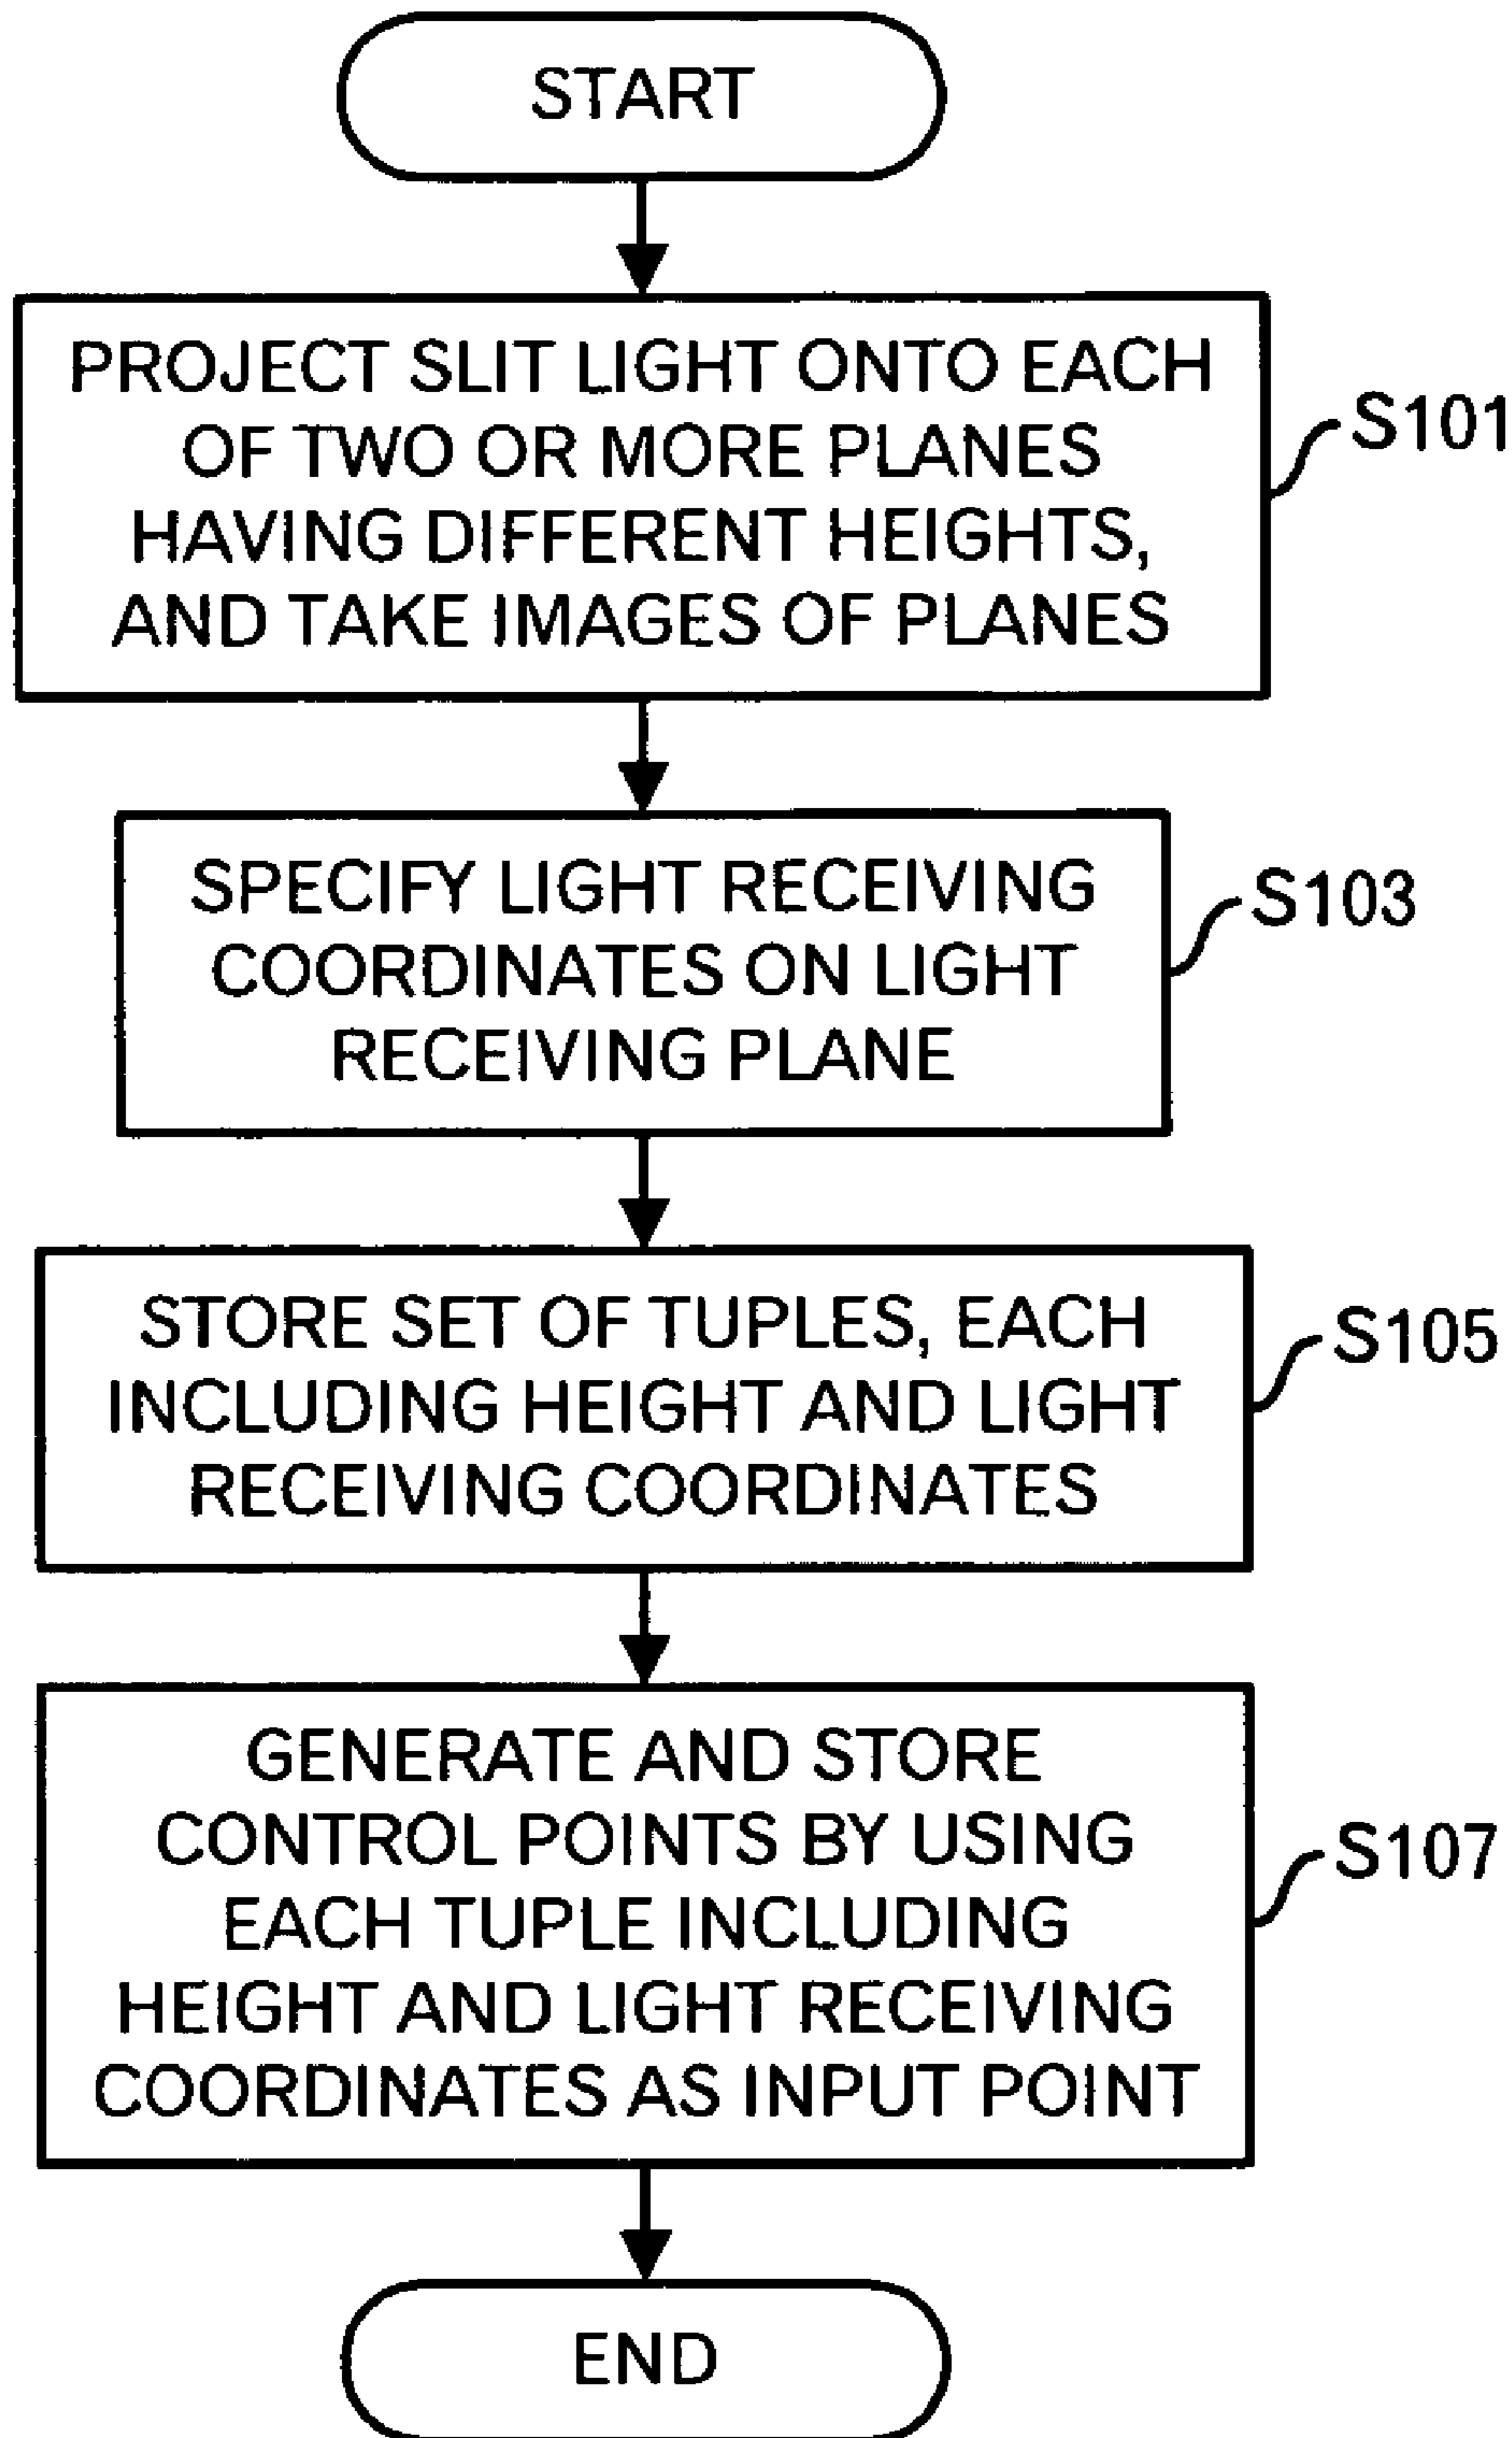 START
PROJECT SLIT LIGHT ONTO EACH
OF TWO OR MORE PLANES
HAVING DIFFERENT HEIGHTS,
AND TAKE IMAGES OF PLANES
S101
SPECIFY LIGHT RECEIVING
COORDINATES ON LIGHT
RECEIVING PLANE
S103
STORE SET OF TUPLES, EACH
INCLUDING HEIGHT AND LIGHT
RECEIVING COORDINATES
S105
GENERATE AND STORE
CONTROL POINTS BY USING
EACH TUPLE INCLUDING
HEIGHT AND LIGHT RECEIVING
COORDINATES AS INPUT POINT
S107
END